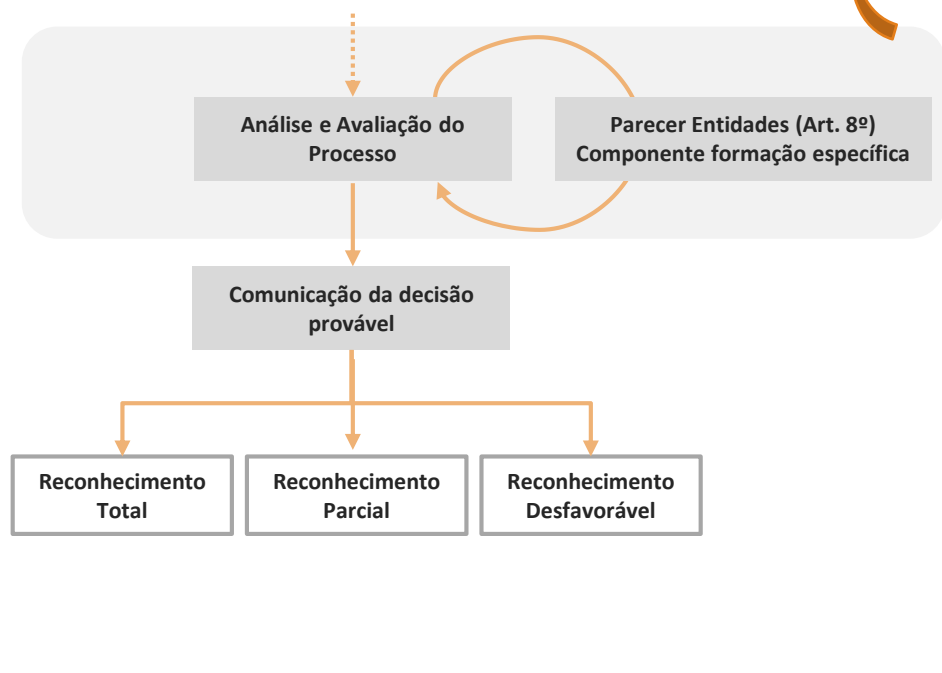 Análise e Avaliação do
Processo
Parecer Entidades (Art. 8º)
Componente formação específica
Comunicação da decisão
provável
Reconhecimento
Total
Reconhecimento
Parcial
Reconhecimento
Desfavorável